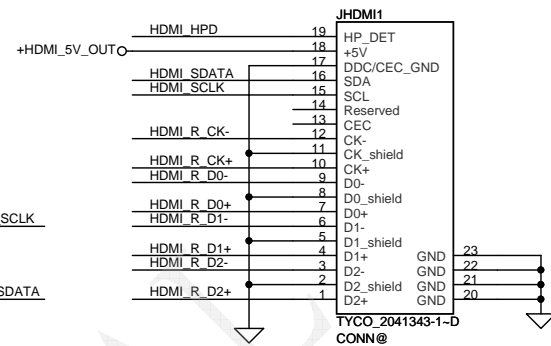 JHDMI1
HDMI_HPD 19 HP_DET
+HDMI_5V_OUT 18 +5V
17 DDC/CEC_GND
HDMI_SDATA 16 SDA
HDMI_SCLK 15 SCL
14 Reserved
13 CEC
HDMI_R_CK- 12 CK-
11 CK_shield
HDMI_R_CK+ 10 CK+
HDMI_R_D0- 9 D0-
8 D0_shield
HDMI_R_D0+ 7 D0+
SCLK HDMI_R_D1- 6 D1-
5 D1_shield
HDMI_R_D1+ 4 D1+ GND 23
HDMI_R_D2- 3 D2- GND 22
2 D2_shield GND 21
SDATA HDMI_R_D2+ 1 D2+ GND 20
TYCO_2041343-1~D
CONN@